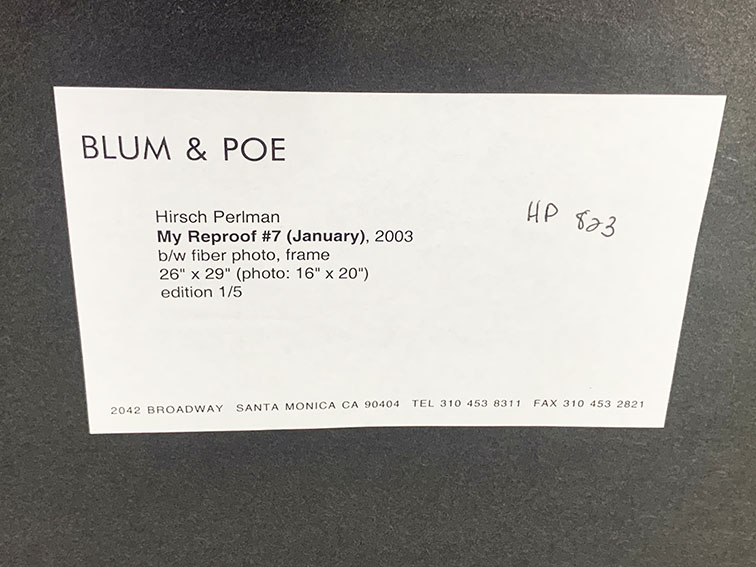 BLUM & POE
Hirsch Perlman
HP 823
My Reproof #7 (January), 2003
b/w fiber photo, frame
26" x 29" (photo: 16" x 20")
edition 1/5
2042 BROADWAY SANTA MONICA CA 90404 TEL 310 453 8311 FAX 310 453 2821